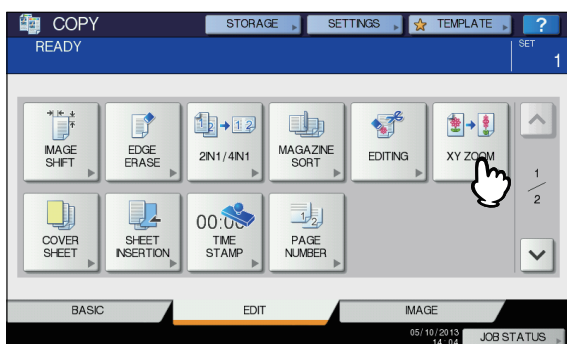 COPY
STORAGE
SETTINGS
TEMPLATE
?
READY
SET
1
IMAGE
SHIFT
EDGE
ERASE
2IN1/4IN1
MAGAZINE
SORT
EDITING
XY ZOOM
1
2
COVER
SHEET
SHEET
INSERTION
00:00
TIME
STAMP
PAGE
NUMBER
BASIC
EDIT
IMAGE
05/10/2013
14:04
JOB STATUS